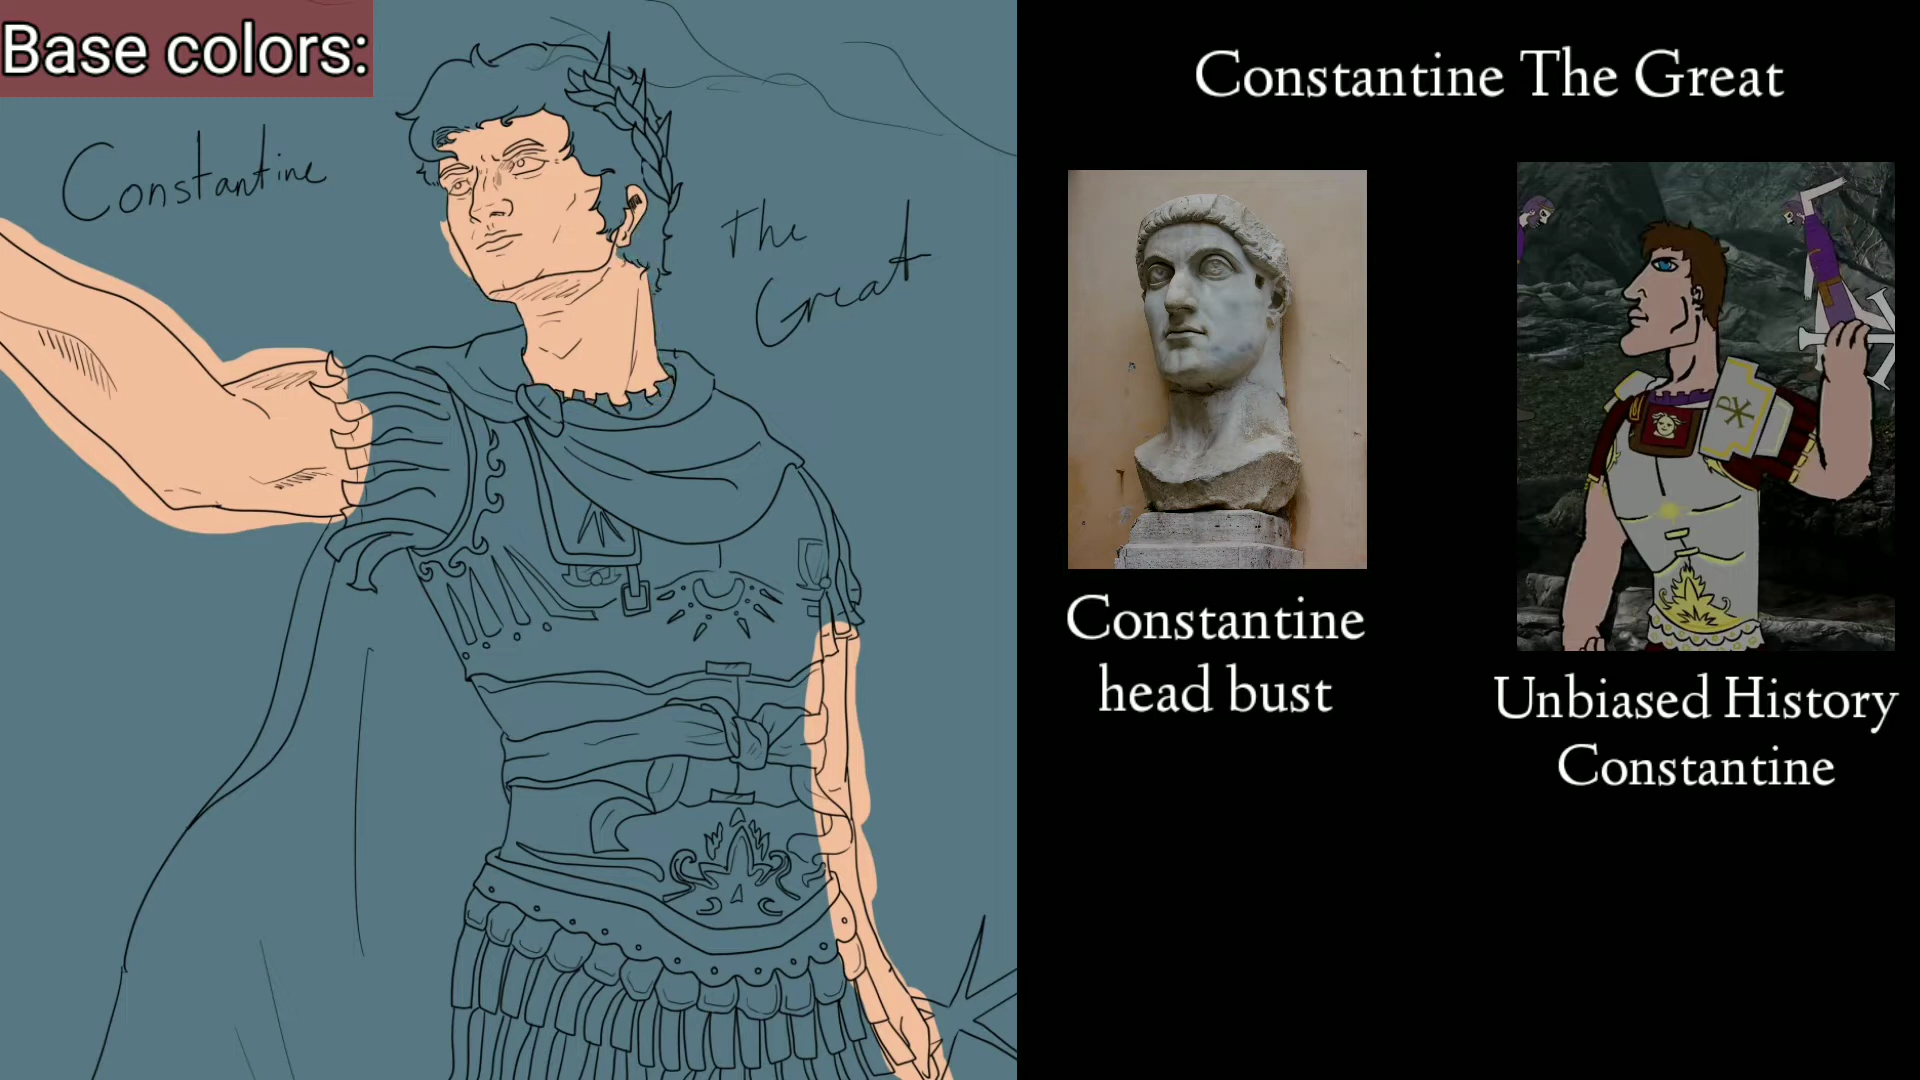 Base colors:
Constantine
The
Great
Constantine The Great
Constantine
head bust
Unbiased History
Constantine